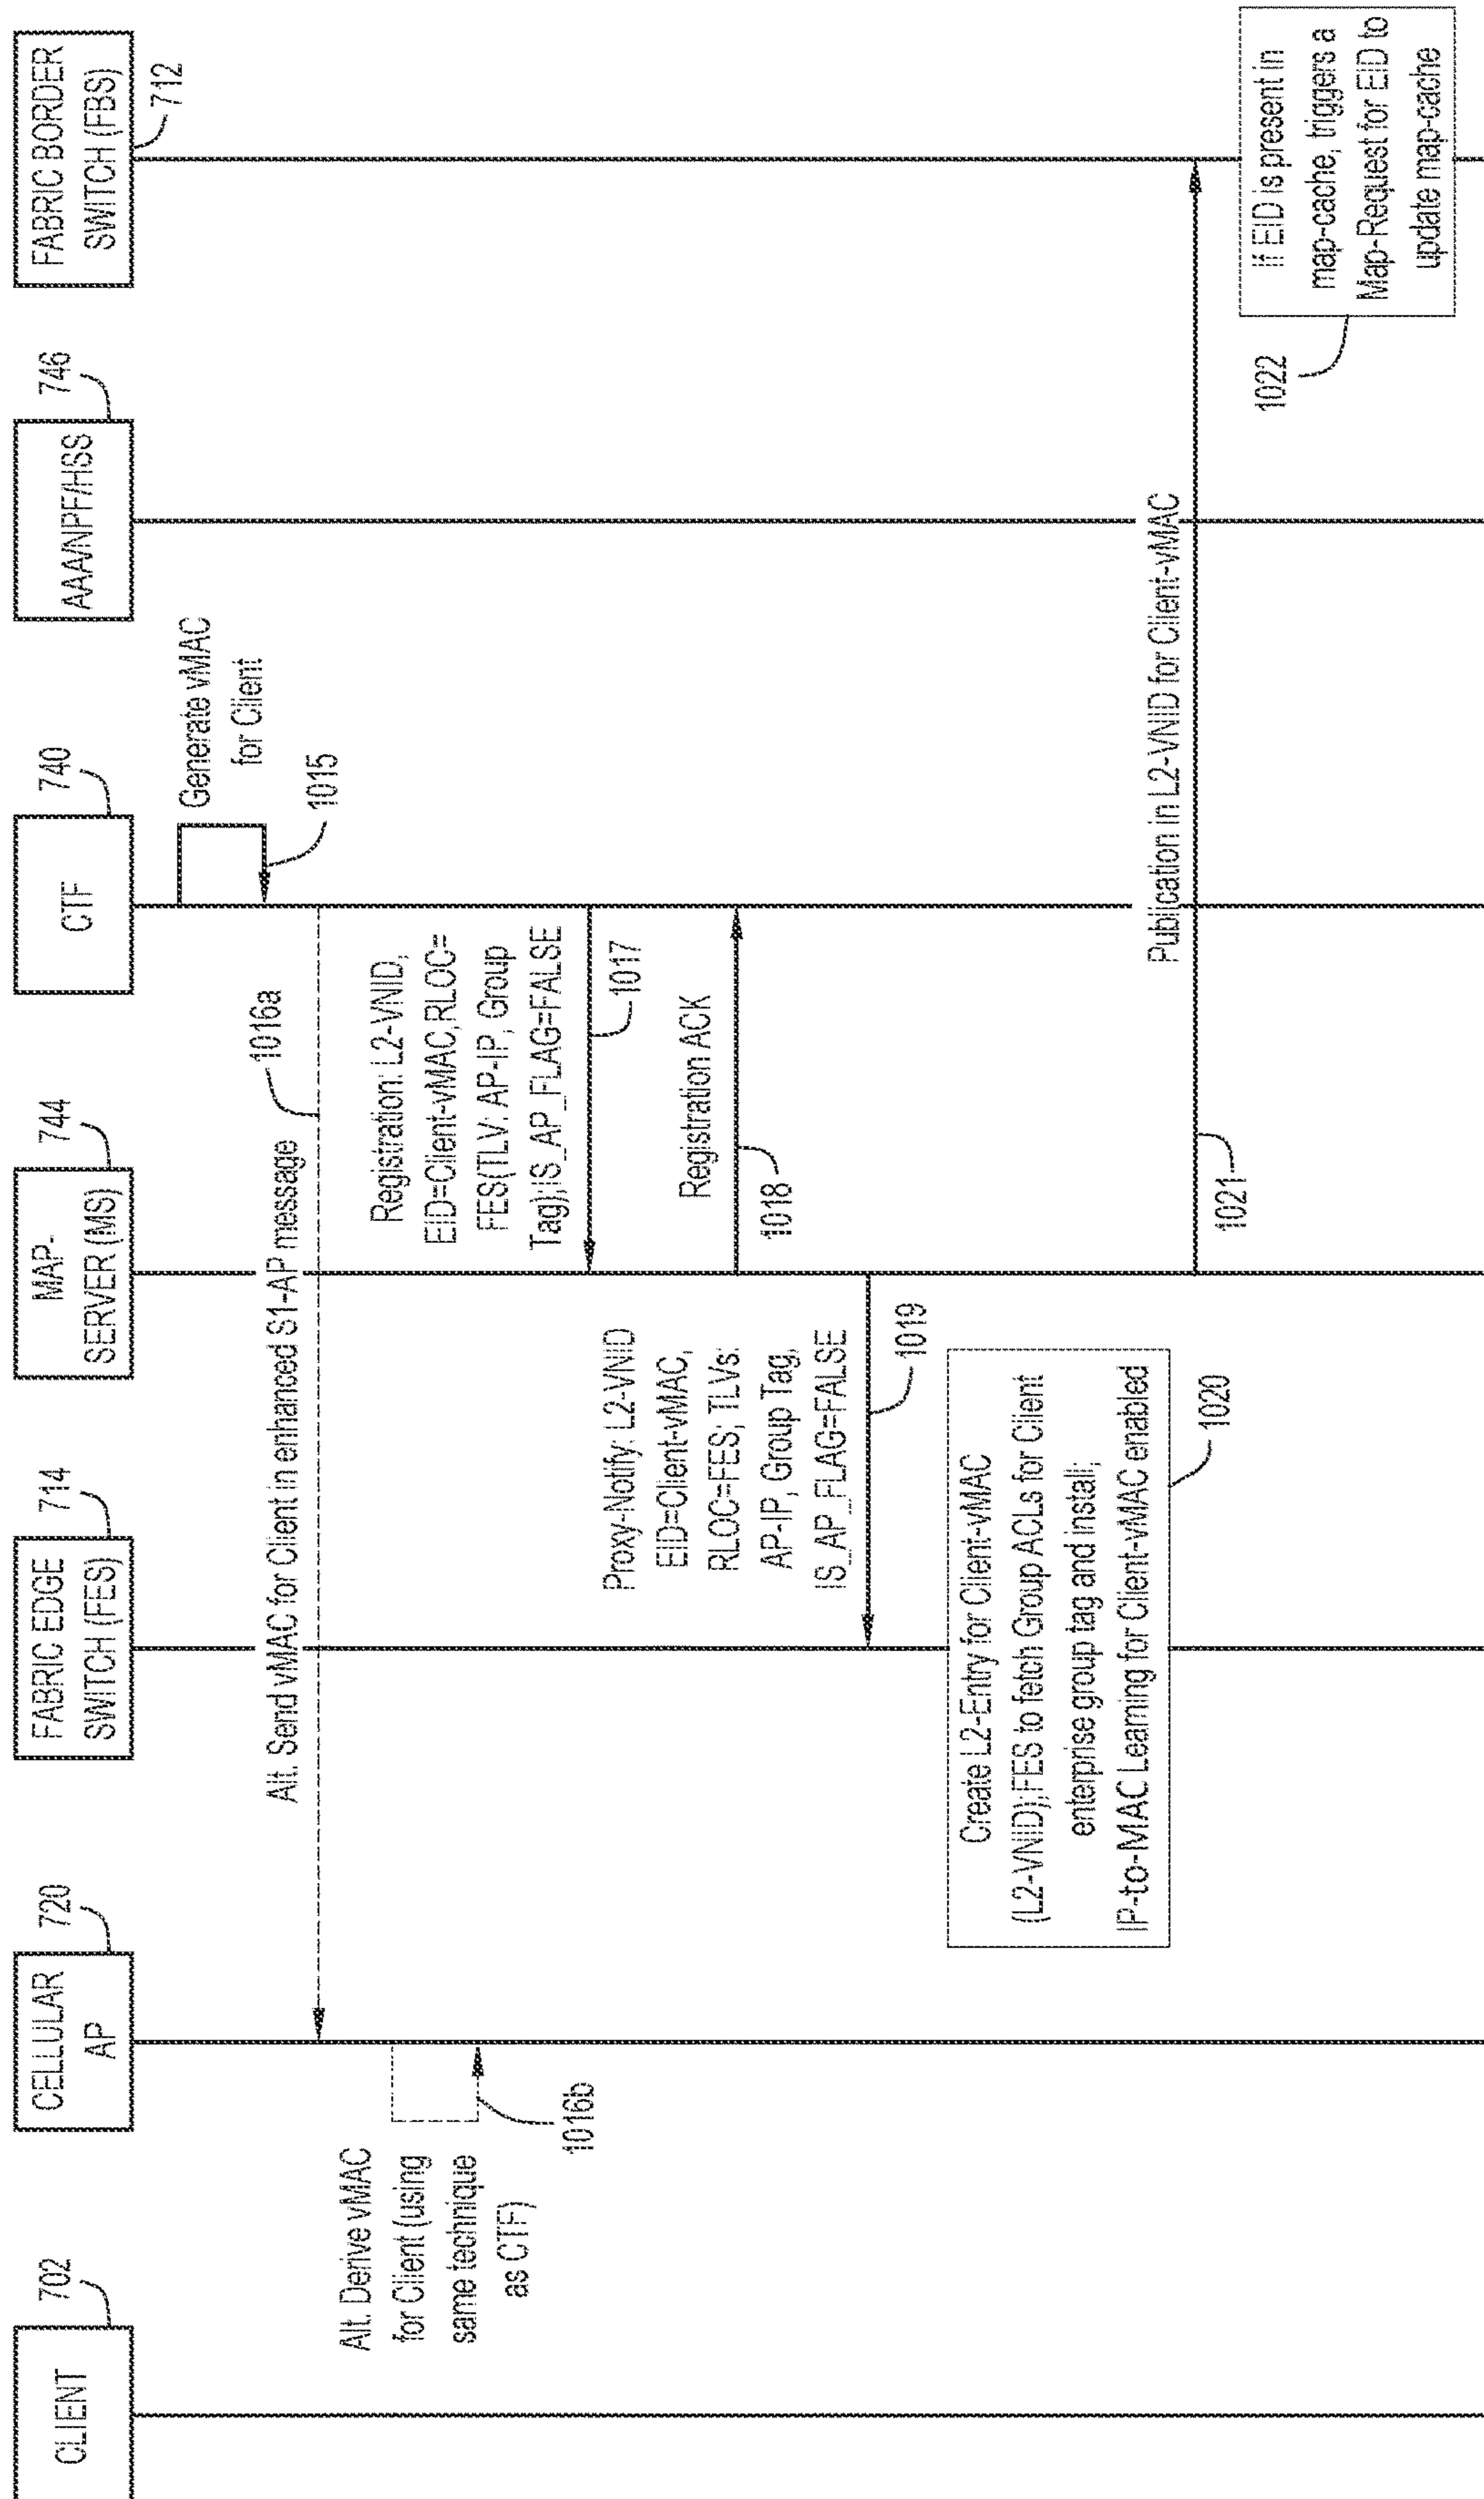 CLIENT
702
CELLULAR
AP
720
FABRIC EDGE
SWITCH (FES)
714
MAP-
SERVER (MS)
744
CTF
740
AAA/NPF/HSS
746
FABRIC BORDER
SWITCH (FBS)
712
Generate vMAC
for Client
1015
Alt. Send vMAC for Client in enhanced S1-AP message
1016a
Alt. Derive vMAC
for Client (using
same technique
as CTF)
1016b
Registration: L2-VNID,
EID=Client-vMAC,RLOC=
FES(TLV: AP-IP, Group
Tag);IS_AP_FLAG=FALSE
1017
Registration ACK
1018
Proxy-Notify: L2-VNID
EID=Client-vMAC,
RLOC=FES; TLVs:
AP-IP, Group Tag,
IS_AP_FLAG=FALSE
1019
Create L2-Entry for Client-vMAC
(L2-VNID);FES to fetch Group ACLs for Client
enterprise group tag and install;
IP-to-MAC Learning for Client-vMAC enabled
1020
Publication in L2-VNID for Client-vMAC
1021
If EID is present in
map-cache, triggers a
Map-Request for EID to
update map-cache
1022